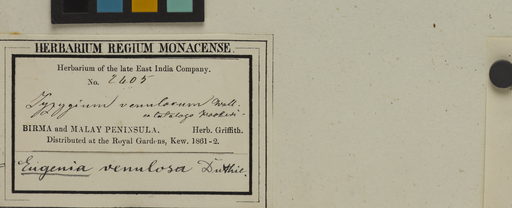 HERBARIUM REGIUM MONACENSE.
Herbarium of the late East India Company.
No. 2405
Syzygium venulosum Wall.
BIRMA and MALAY PENINSULA. Herb. Griffith.
Distributed at the Royal Gardens, Kew. 1861-2.
Eugenia venulosa Duthie.